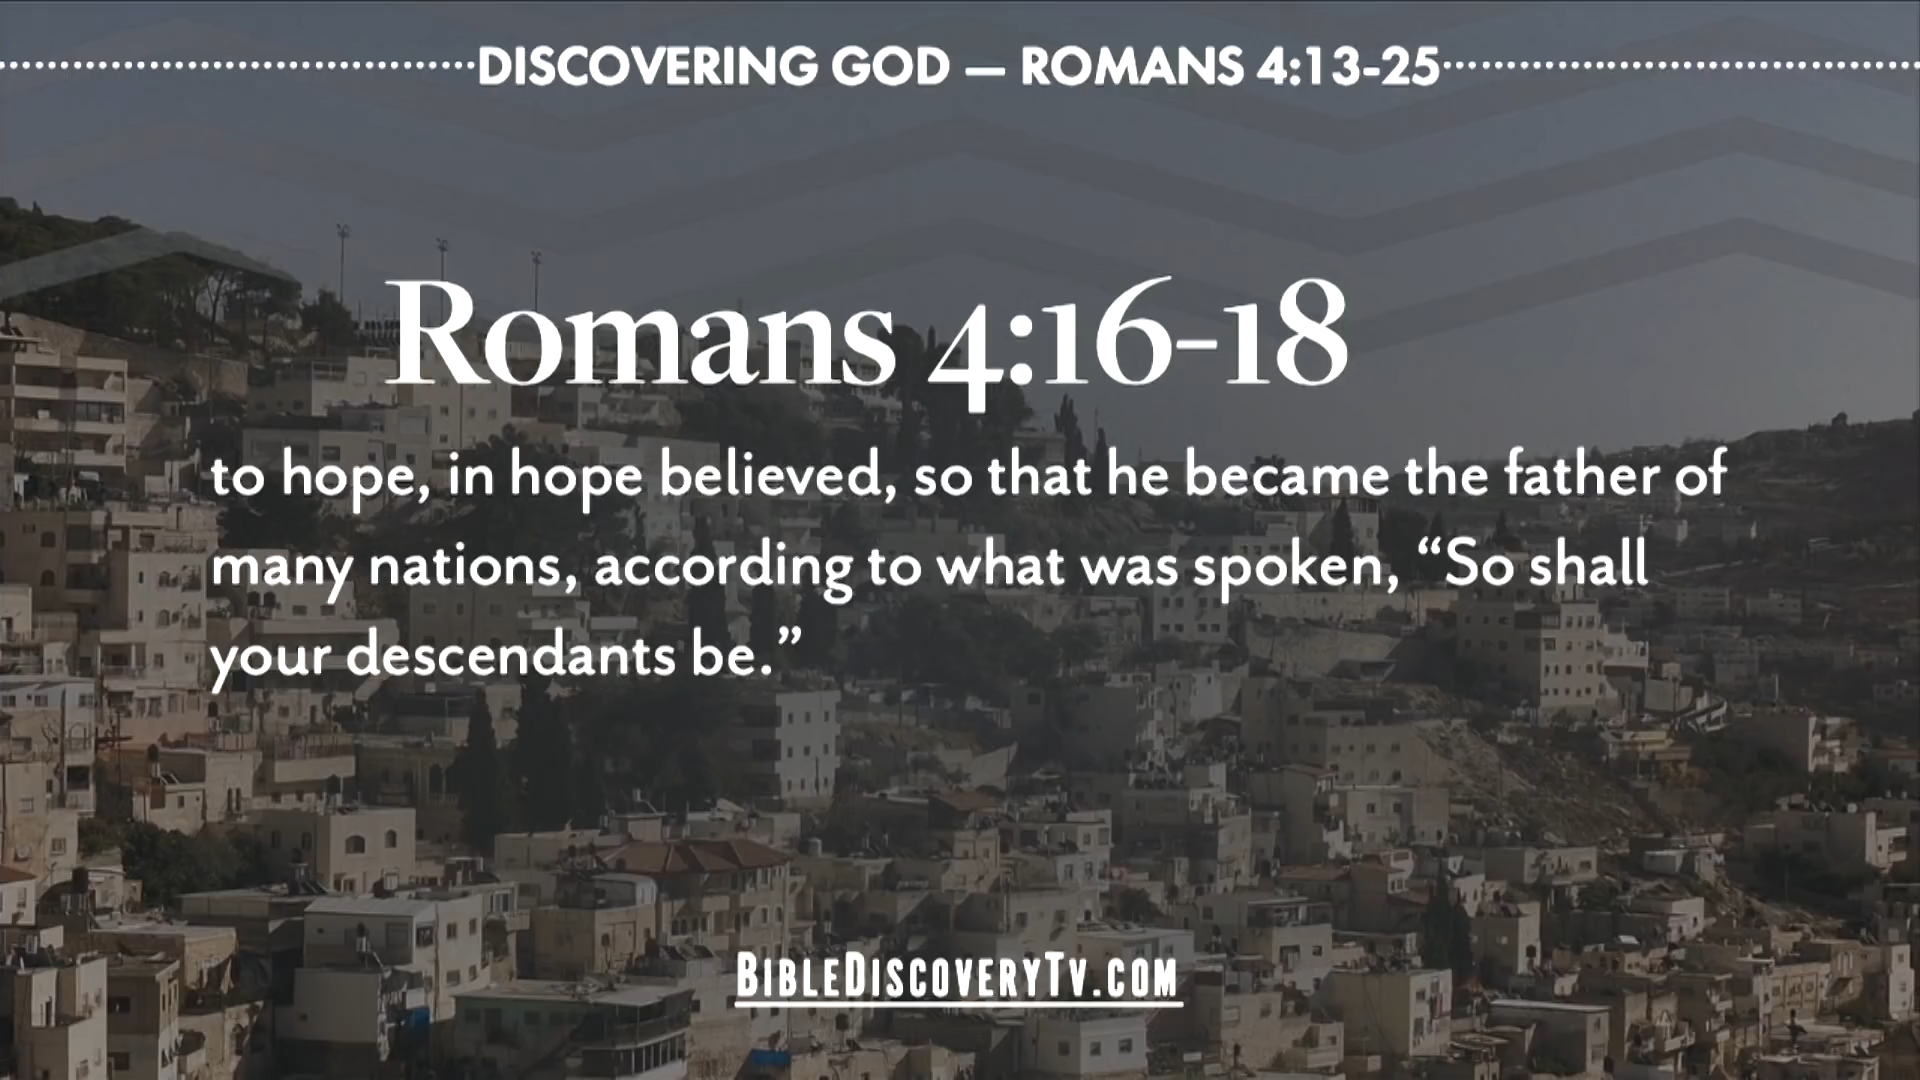 DISCOVERING GOD — ROMANS 4:13-25
Romans 4:16-18
to hope, in hope believed, so that he became the father of
many nations, according to what was spoken, “So shall
your descendants be.”
BIBLEDISCOVERYTV.COM